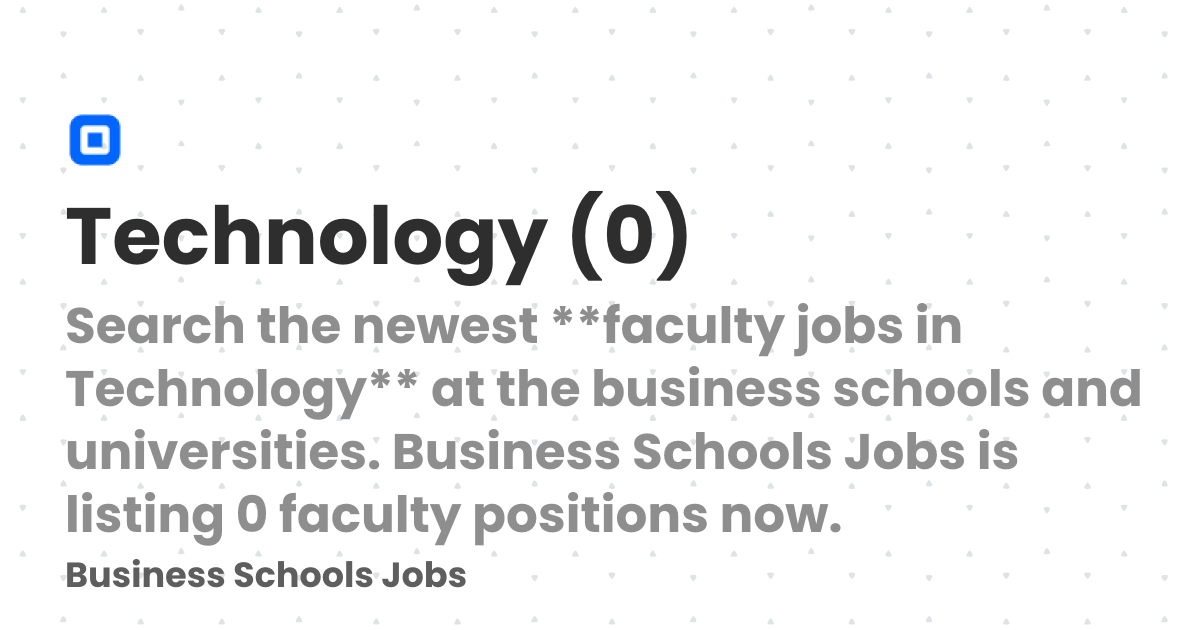 Technology (0)
Search the newest **faculty jobs in
Technology** at the business schools and
universities. Business Schools Jobs is
listing 0 faculty positions now.
Business Schools Jobs